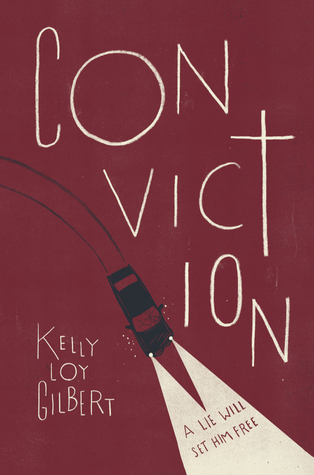 CON
VICT
ION
KELLY
LOY
GILBERT
A LIE WILL
SET HIM FREE